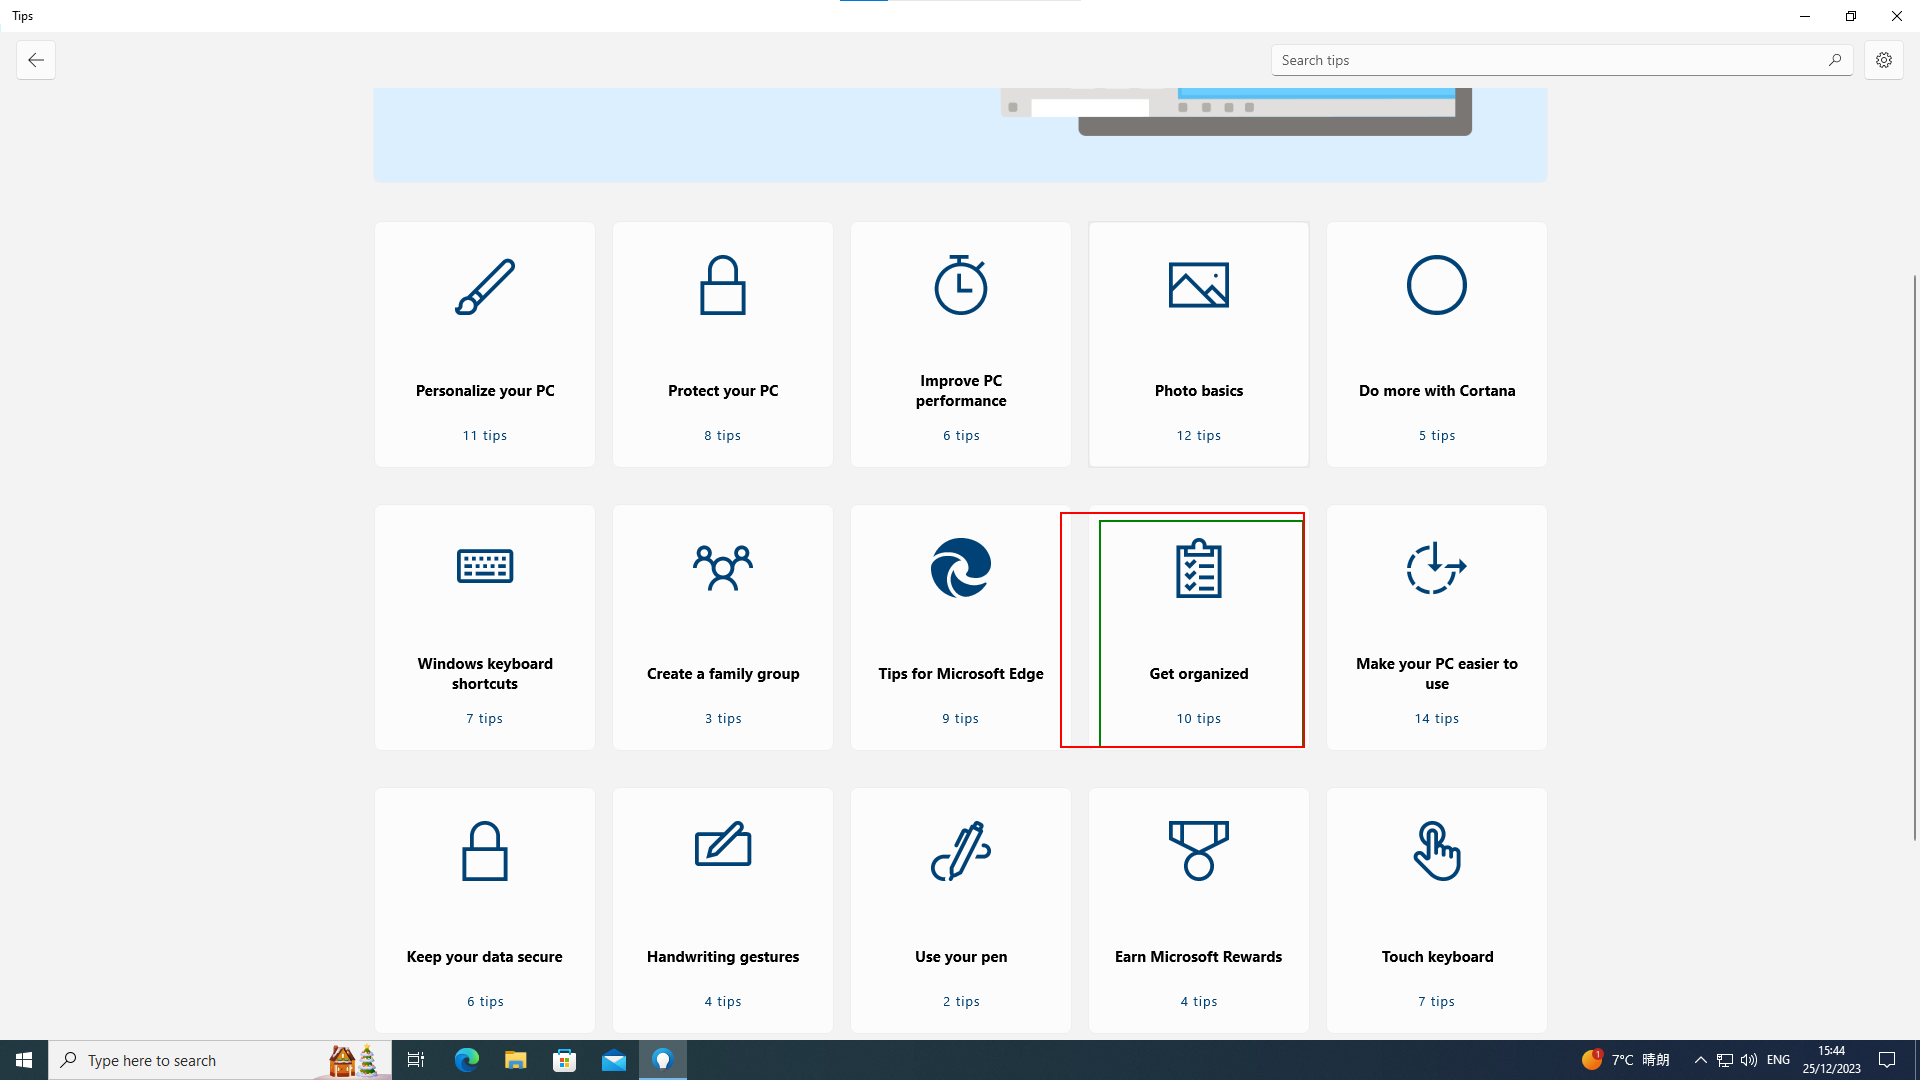 Tips
Search tips
Personalize your PC
11 tips
Protect your PC
8 tips
Improve PC
performance
6 tips
Photo basics
12 tips
Do more with Cortana
5 tips
Windows keyboard
shortcuts
7 tips
Create a family group
3 tips
Tips for Microsoft Edge
9 tips
Get organized
10 tips
Make your PC easier to
use
14 tips
Keep your data secure
6 tips
Handwriting gestures
4 tips
Use your pen
2 tips
Earn Microsoft Rewards
4 tips
Touch keyboard
7 tips
Type here to search
1
7°C 晴朗
ENG
15:44
25/12/2023